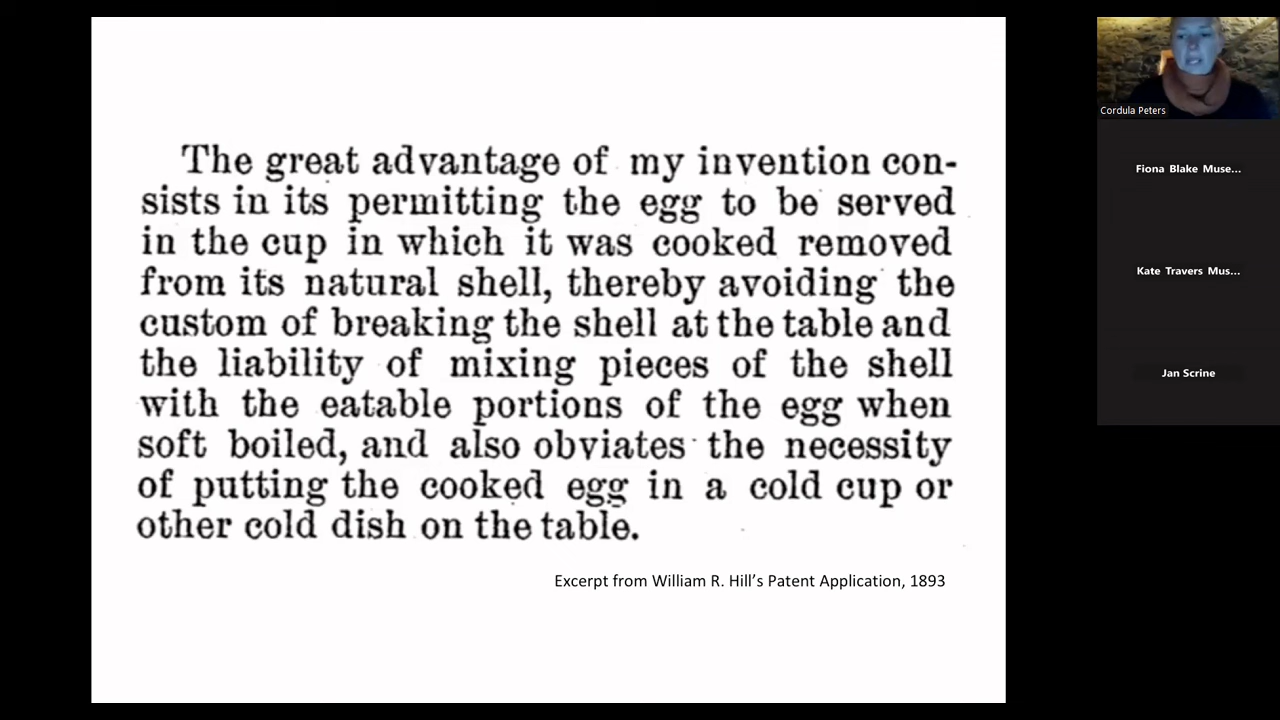 The great advantage of my invention con-
sists in its permitting the egg to be served
in the cup in which it was cooked removed
from its natural shell, thereby avoiding the
custom of breaking the shell at the table and
the liability of mixing pieces of the shell
with the eatable portions of the egg when
soft boiled, and also obviates the necessity
of putting the cooked egg in a cold cup or
other cold dish on the table.
Excerpt from William R. Hill’s Patent Application, 1893
Cordula Peters
Fiona Blake Muse...
Kate Travers Mus...
Jan Scrine